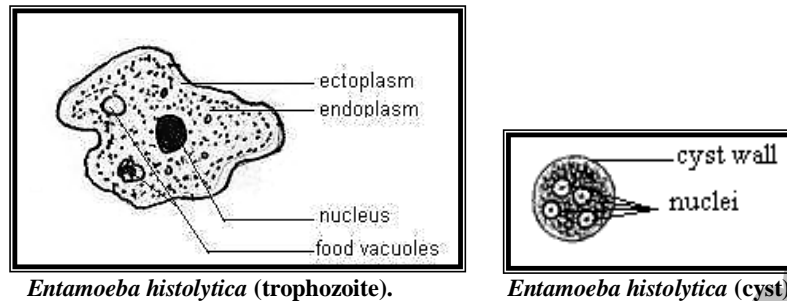 ectoplasm
endoplasm
nucleus
food vacuoles
Entamoeba histolytica (trophozoite).
cyst wall
nuclei
Entamoeba histolytica (cyst)